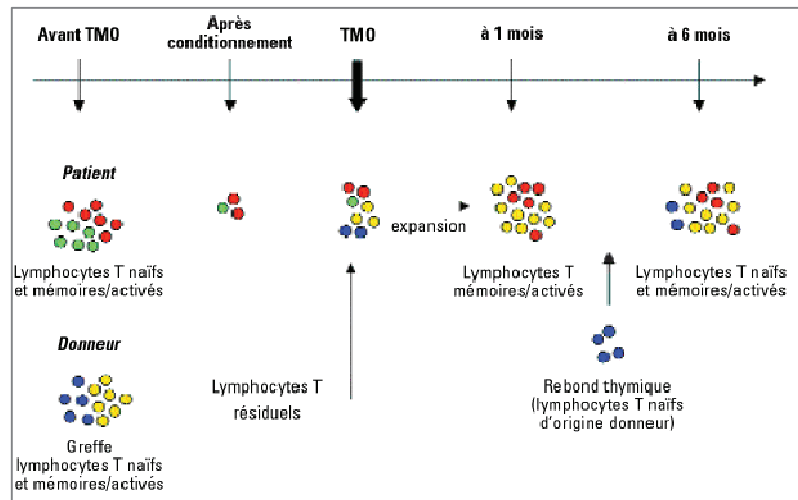 Avant TMO
Après
conditionnement
TMO
à 1 mois
à 6 mois
Patient
expansion
Lymphocytes T naïfs
et mémoires/activés
Lymphocytes T
mémoires/activés
Lymphocytes T naïfs
et mémoires/activés
Donneur
Lymphocytes T
résiduels
Rebond thymique
(lymphocytes T naïfs
d'origine donneur)
Greffe
lymphocytes T naïfs
et mémoires/activés